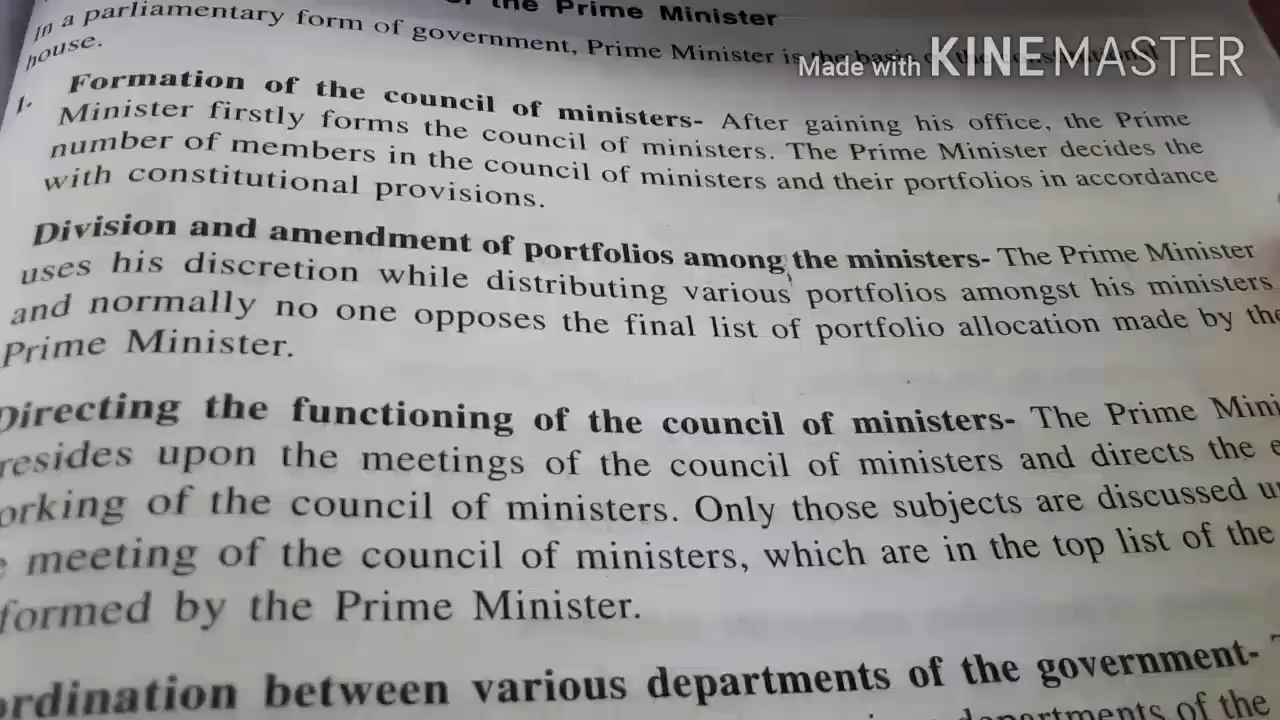 the Prime Minister
In a parliamentary form of government, Prime Minister is the basis
house.
Made with KINEMASTER
1. Formation of the council of ministers- After gaining his office, the Prime
Minister firstly forms the council of ministers. The Prime Minister decides the
number of members in the council of ministers and their portfolios in accordance
with constitutional provisions.
Division and amendment of portfolios among the ministers- The Prime Minister
uses his discretion while distributing various portfolios amongst his ministers
and normally no one opposes the final list of portfolio allocation made by the
Prime Minister.
Directing the functioning of the council of ministers- The Prime Mini
resides upon the meetings of the council of ministers and directs the e
orking of the council of ministers. Only those subjects are discussed u
e meeting of the council of ministers, which are in the top list of the
formed by the Prime Minister.
ordination between various departments of the government-
departments of the